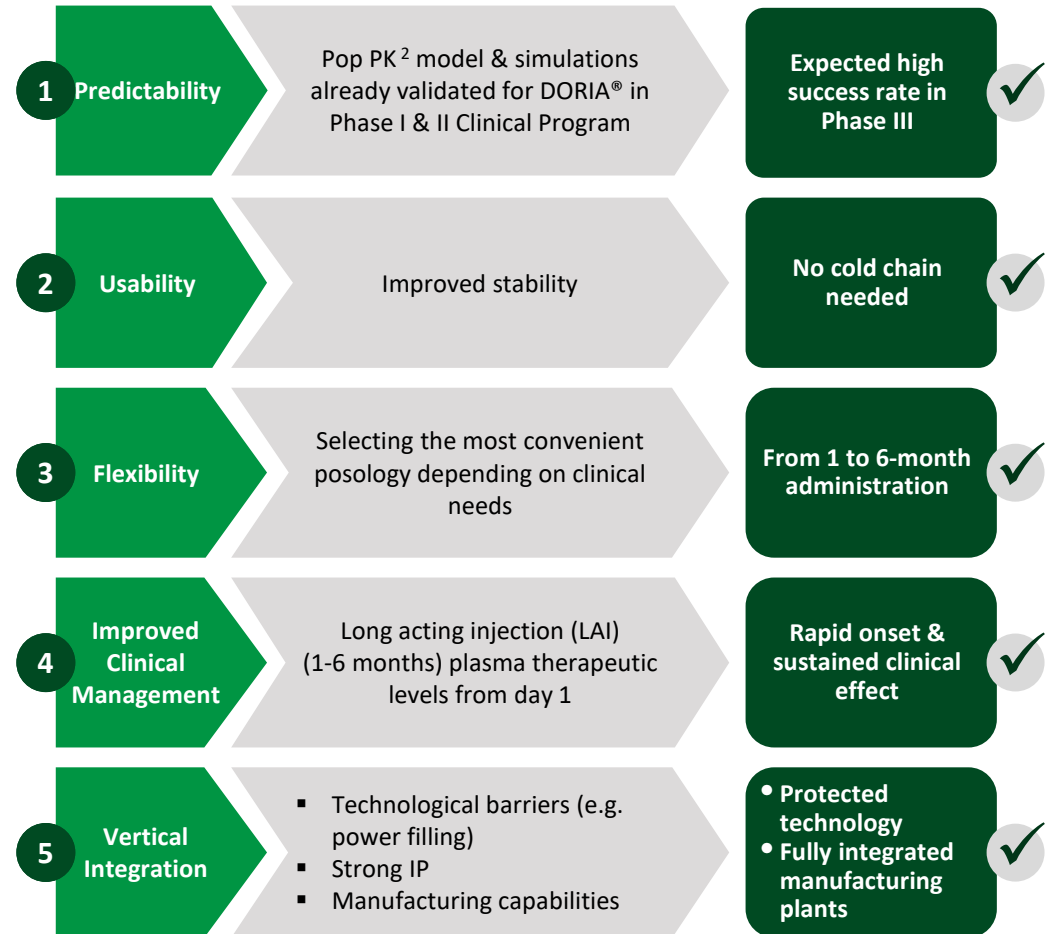 1
Predictability
Pop PK 2 model & simulations
already validated for DORIA® in
Phase I & II Clinical Program
Expected high
success rate in
Phase III
2
Usability
Improved stability
No cold chain
needed
3
Flexibility
Selecting the most convenient
posology depending on clinical
needs
From 1 to 6-month
administration
4
Improved
Clinical
Management
Long acting injection (LAI)
(1-6 months) plasma therapeutic
levels from day 1
Rapid onset &
sustained clinical
effect
5
Vertical
Integration
▪ Technological barriers (e.g.
power filling)
▪ Strong IP
▪ Manufacturing capabilities
• Protected
technology
• Fully integrated
manufacturing
plants